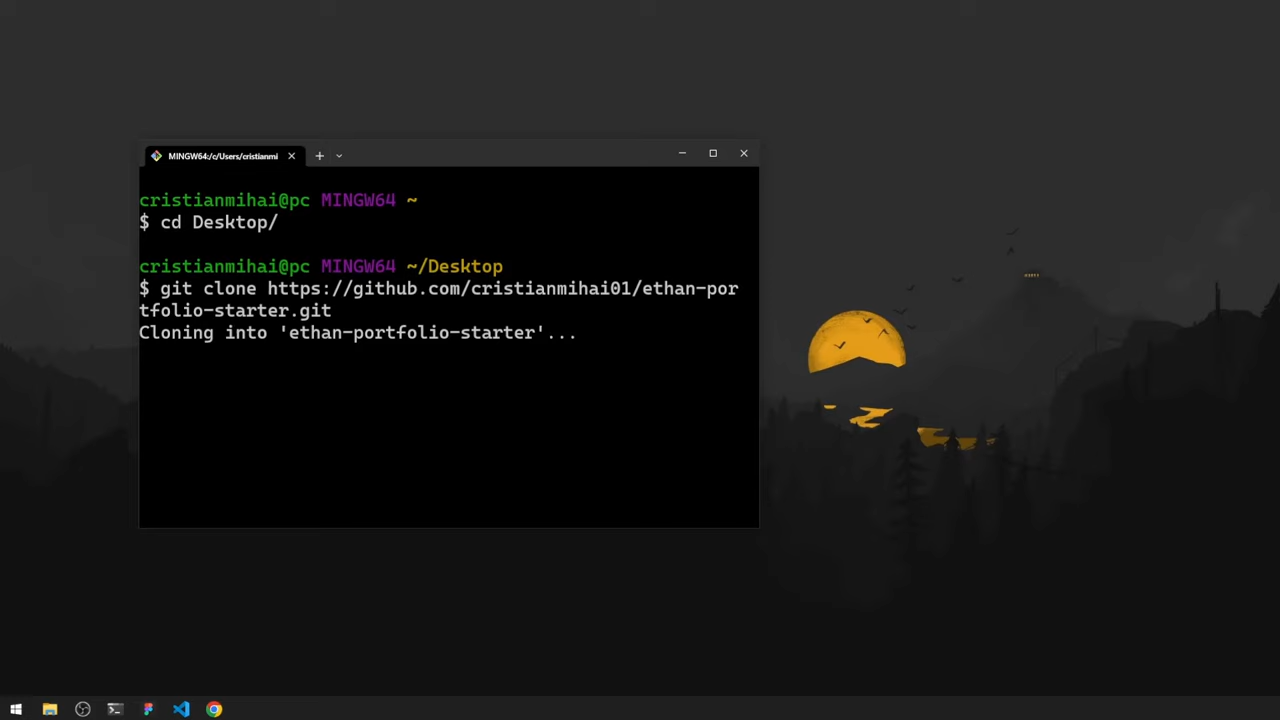 MINGW64:/c/Users/cristianmi
cristianmihai@pc MINGW64 ~
$ cd Desktop/
cristianmihai@pc MINGW64 ~/Desktop
$ git clone https://github.com/cristianmihai01/ethan-por
tfolio-starter.git
Cloning into 'ethan-portfolio-starter'...